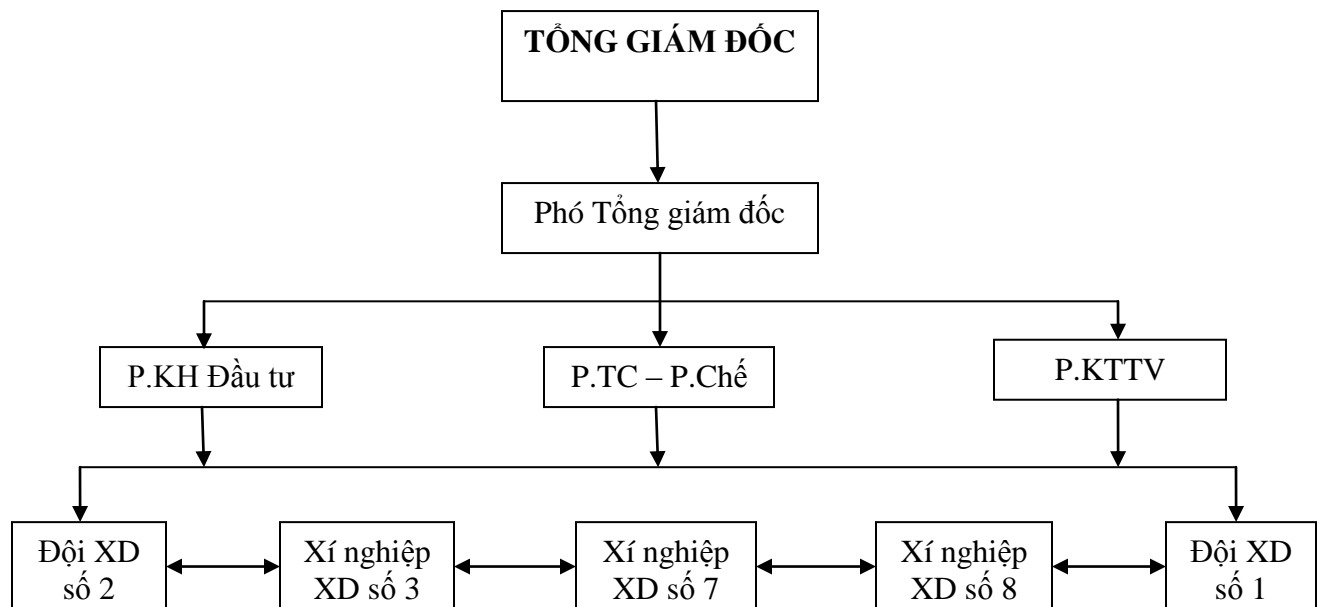 TỔNG GIÁM ĐỐC
Phó Tổng giám đốc
P.KH Đầu tư
P.TC – P.Chế
P.KTTV
Đội XD
số 2
Xí nghiệp
XD số 3
Xí nghiệp
XD số 7
Xí nghiệp
XD số 8
Đội XD
số 1